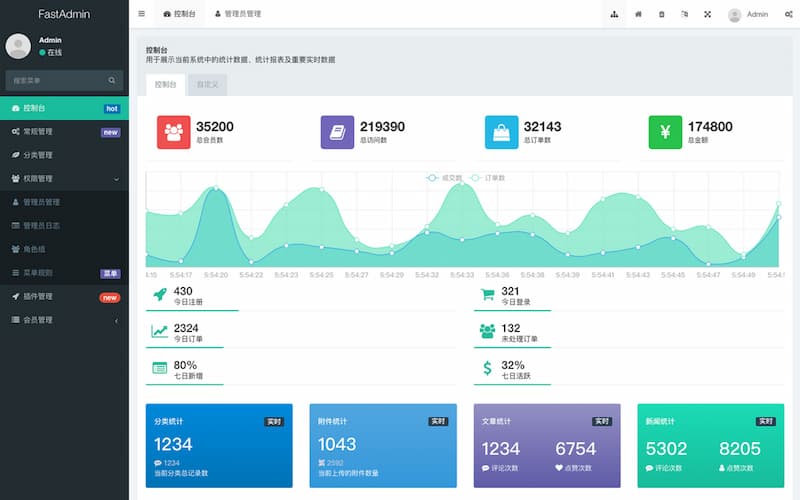 FastAdmin
控制台
管理员管理
Admin
Admin
在线
搜索菜单
控制台 hot
常规管理 new
分类管理
权限管理
管理员管理
管理员日志
角色组
菜单规则 菜单
插件管理 new
会员管理
控制台
用于展示当前系统中的统计数据、统计报表及重要实时数据
控制台 自定义
35200
总会员数
219390
总访问数
32143
总订单数
174800
总金额
成交数 订单数
5:54:17 5:54:20 5:54:22 5:54:23 5:54:25 5:54:27 5:54:29 5:54:31 5:54:32 5:54:34 5:54:36 5:54:38 5:54:39 5:54:41 5:54:43 5:54:45 5:54:47 5:54:49
430
今日注册
321
今日登录
2324
今日订单
132
未处理订单
80%
七日新增
32%
七日活跃
分类统计 实时
1234
1234
当前分类总记录数
附件统计 实时
1043
2592
当前上传的附件数量
文章统计 实时
1234 6754
评论次数 点赞次数
新闻统计 实时
5302 8205
评论次数 点赞次数